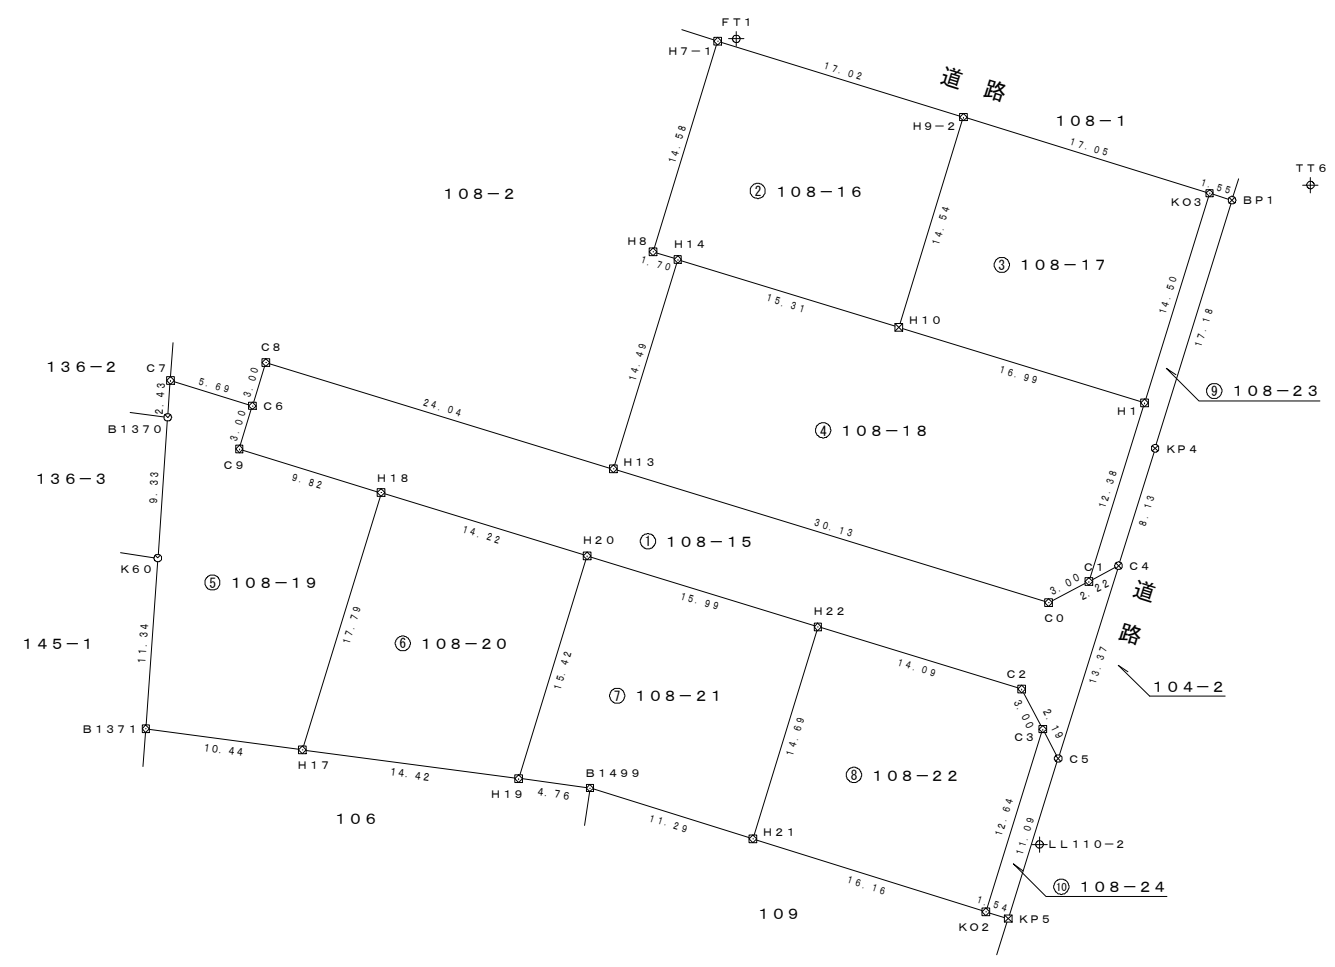 FT1
H7-1
17.02
道 路
108-1
H9-2
17.05
TT6
14.58
② 108-16
108-2
1.55
KO3
BP1
14.54
H8
H14
1.70
③ 108-17
14.50
15.31
H10
17.18
C8
136-2
C7
5.69
3.00
14.49
16.99
2.43
C6
⑨ 108-23
24.04
H1
B1370
3.00
④ 108-18
C9
H13
KP4
136-3
9.33
9.82
H18
12.38
8.13
14.22
30.13
H20
① 108-15
K60
C1
C4
⑤ 108-19
3.00
2.22
道
路
15.99
C0
H22
11.34
17.79
145-1
⑥ 108-20
15.42
14.09
13.37
C2
104-2
⑦ 108-21
3.00
2.19
B1371
C3
14.69
10.44
H17
C5
14.42
B1499
⑧ 108-22
H19
4.76
106
11.29
12.64
11.09
H21
LL110-2
16.16
⑩ 108-24
1.54
109
KO2
KP5